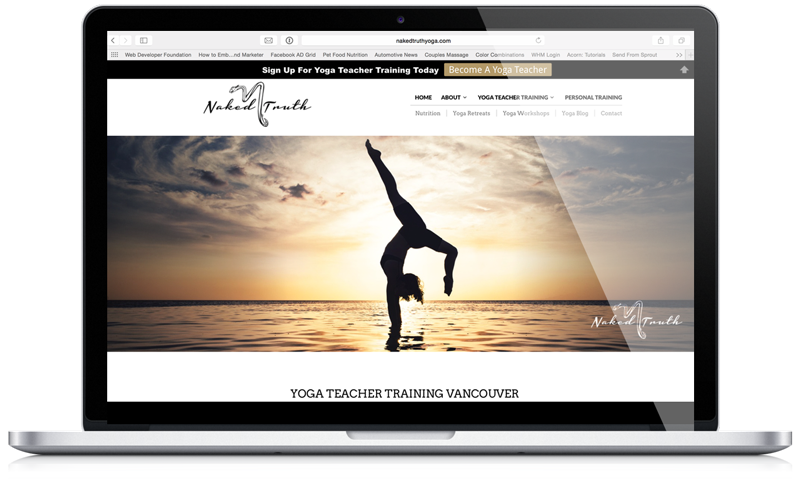 nakedtruthyoga.com
Web Developer Foundation How to Emb...nd Marketer Facebook AD Grid Pet Food Nutrition Automotive News Couples Massage Color Combinations WHM Login Acorn: Tutorials Send From Sprout
Sign Up For Yoga Teacher Training Today Become A Yoga Teacher
Naked Truth
HOME ABOUT YOGA TEACHER TRAINING PERSONAL TRAINING
Nutrition | Yoga Retreats | Yoga Workshops | Yoga Blog | Contact
Naked Truth
YOGA TEACHER TRAINING VANCOUVER